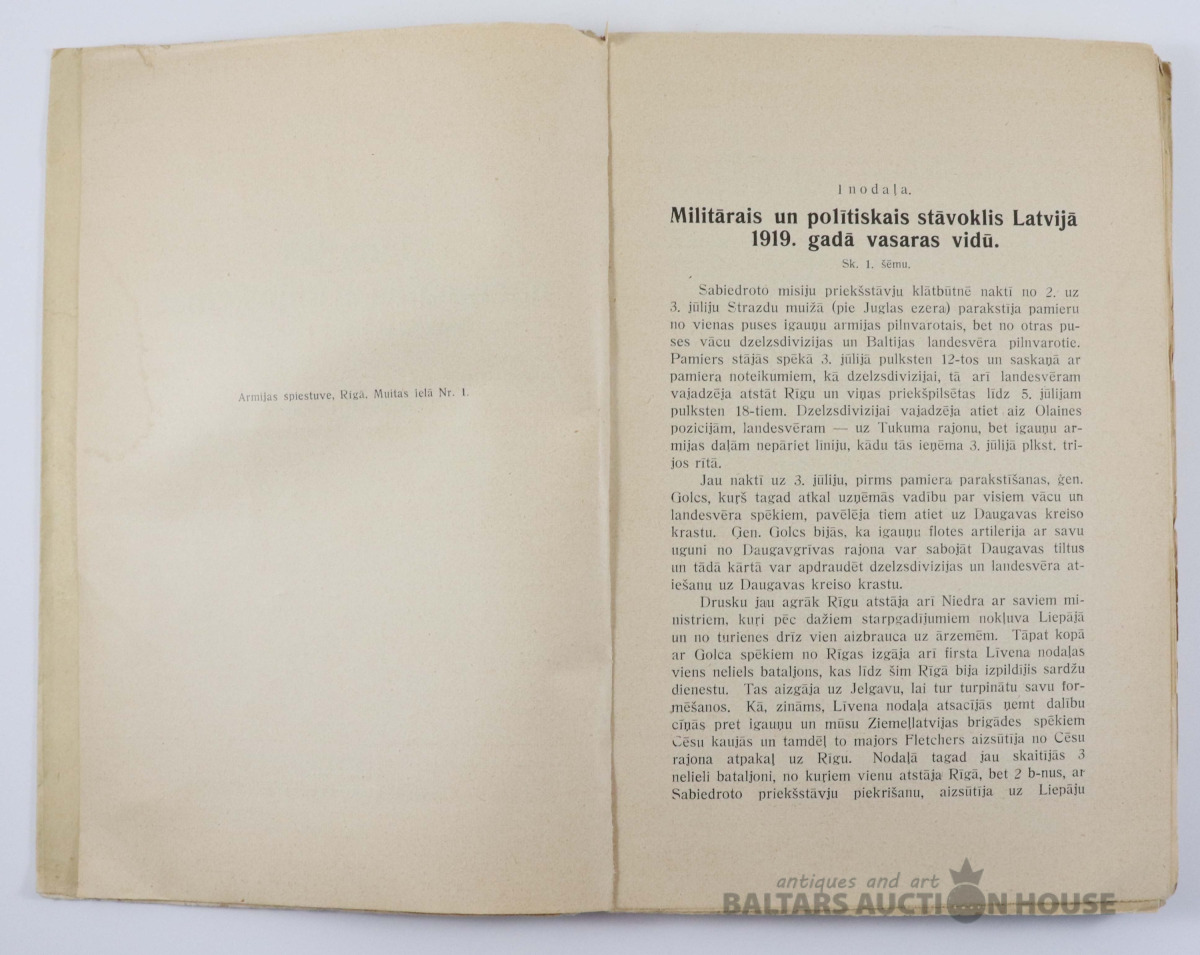 Armijas spiestuve, Rīgā, Muitas ielā Nr. 1.
I nodaļa.
Militārais un polītiskais stāvoklis Latvijā
1919. gadā vasaras vidū.
Sk. 1. šēmu.
Sabiedroto misiju priekšstāvju klātbūtnē naktī no 2. uz
3. jūliju Strazdu muižā (pie Juglas ezera) parakstīja pamieru
no vienas puses igauņu armijas pilnvarotais, bet no otras pu-
ses vācu dzelzsdivizijas un Baltijas landesvēra pilnvarotie.
Pamiers stājās spēkā 3. jūlijā pulksten 12-tos un saskaņā ar
pamiera noteikumiem, kā dzelzsdivizijai, tā arī landesvēram
vajadzēja atstāt Rīgu un viņas priekšpilsētas līdz 5. jūlijam
pulksten 18-tiem. Dzelzsdivizijai vajadzēja atiet aiz Olaines
pozicijām, landesvēram — uz Tukuma rajonu, bet igauņu ar-
mijas daļām nepāriet līniju, kādu tās ieņēma 3. jūlijā plkst. trī-
jos rītā.
Jau naktī uz 3. jūliju, pirms pamiera parakstīšanas, ģen.
Golcs, kuŗš tagad atkal uzņēmās vadību par visiem vācu un
landesvēra spēkiem, pavēlēja tiem atiet uz Daugavas kreiso
krastu. Ģen. Golcs bijās, ka igauņu flotes artilerija ar savu
uguni no Daugavgrīvas rajona var sabojāt Daugavas tiltus
un tādā kārtā var apdraudēt dzelzsdivizijas un landesvēra at-
iešanu uz Daugavas kreiso krastu.
Drusku jau agrāk Rīgu atstāja arī Niedra ar saviem mi-
nistriem, kuŗi pēc dažiem starpgadījumiem nokļuva Liepājā
un no turienes drīz vien aizbrauca uz ārzemēm. Tāpat kopā
ar Golca spēkiem no Rīgas izgāja arī firsta Līvena nodaļas
viens neliels bataljons, kas līdz šim Rīgā bija izpildījis sardžu
dienestu. Tas aizgāja uz Jelgavu, lai tur turpinātu savu for-
mēšanos. Kā, zināms, Līvena nodaļa atsacījās ņemt dalību
cīņās pret igauņu un mūsu Ziemeļlatvijas brigādes spēkiem
Cēsu kaujās un tamdēļ to majors Fletchers aizsūtīja no Cēsu
rajona atpakaļ uz Rīgu. Nodaļā tagad jau skaitījās 3
nelieli bataljoni, no kuŗiem vienu atstāja Rīgā, bet 2 b-nus, ar
Sabiedroto priekšstāvju piekrišanu, aizsūtīja uz Liepāju
antiques and art
BALTARS AUCTION HOUSE